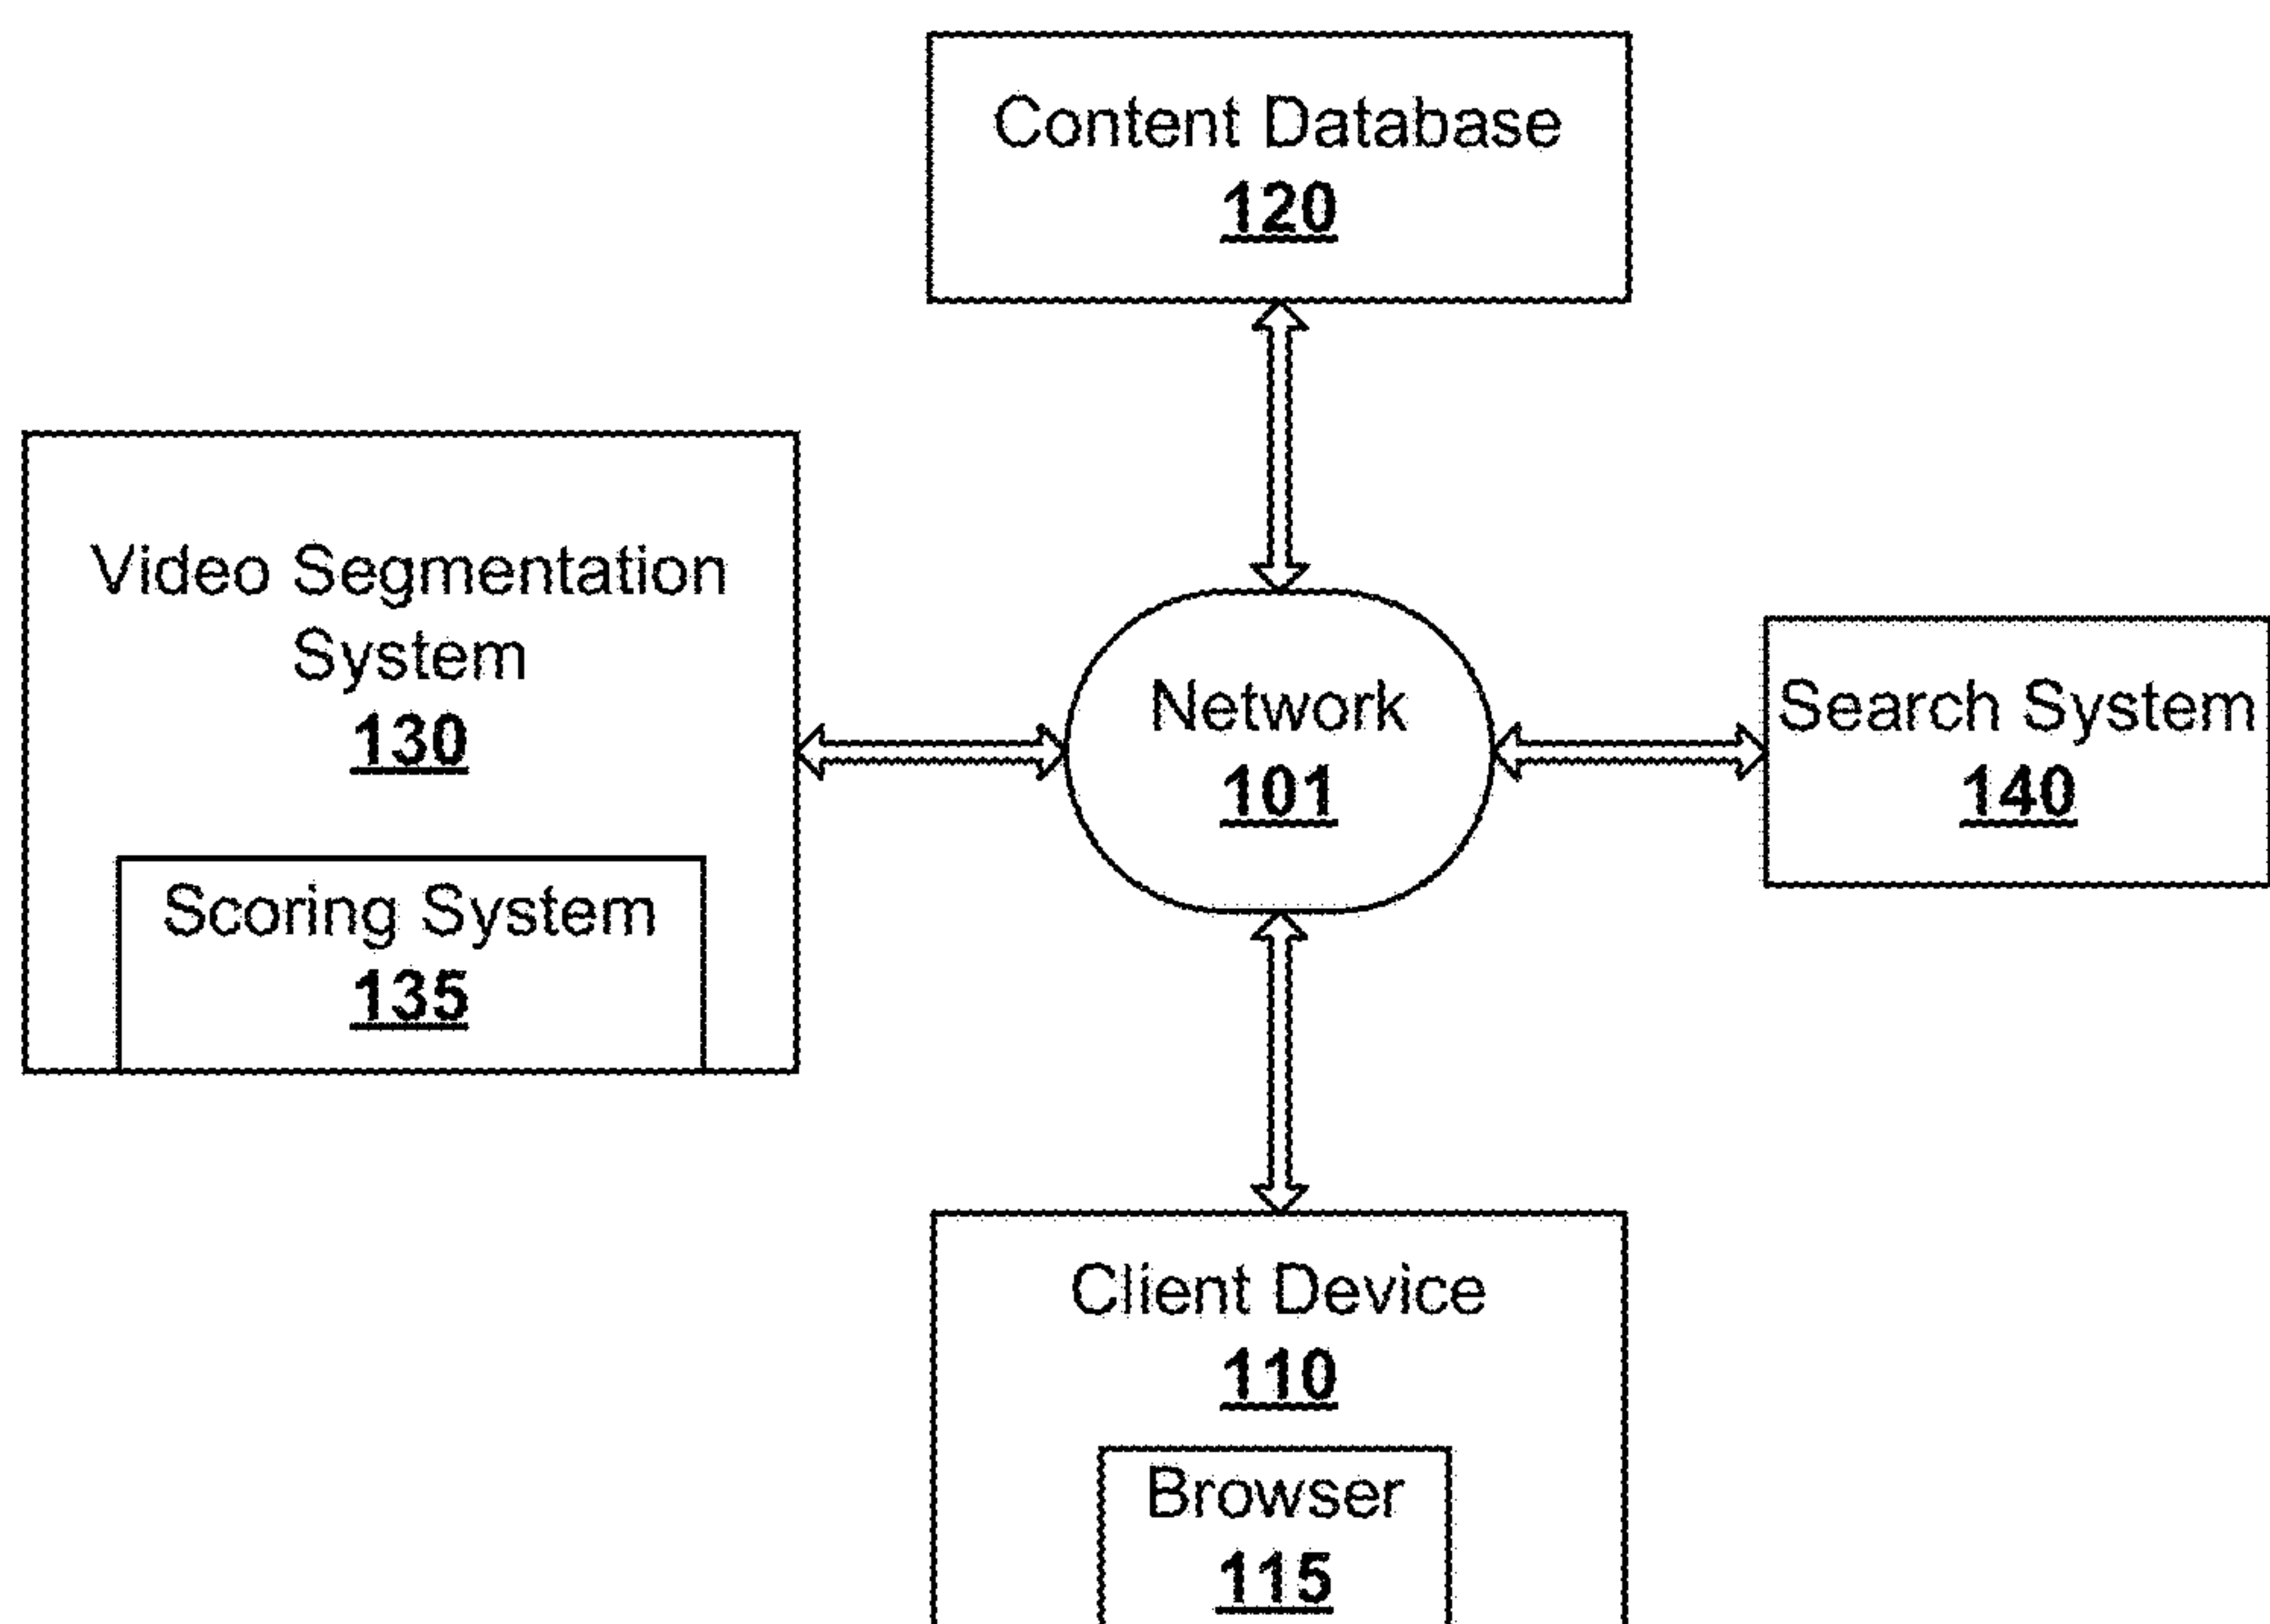 Content Database
120
Video Segmentation
System
130
Scoring System
135
Network
101
Search System
140
Client Device
110
Browser
115